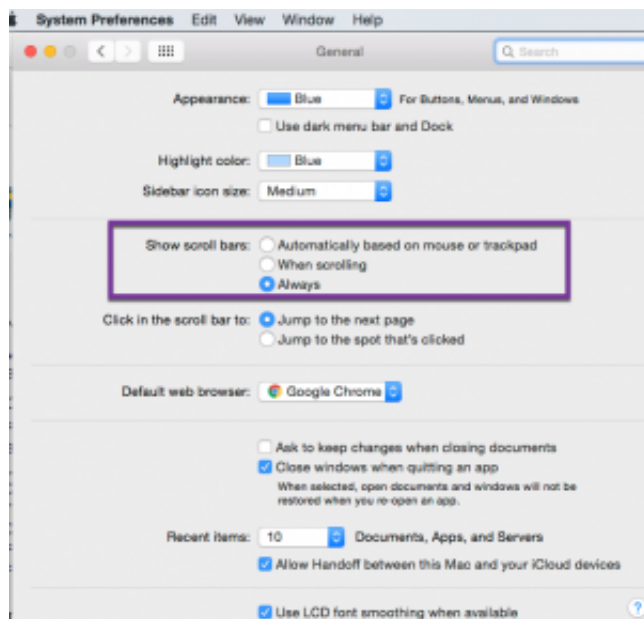 System Preferences Edit View Window Help
General
Search
Appearance: Blue For Buttons, Menus, and Windows
Use dark menu bar and Dock
Highlight color: Blue
Sidebar icon size: Medium
Show scroll bars: Automatically based on mouse or trackpad
When scrolling
Always
Click in the scroll bar to: Jump to the next page
Jump to the spot that's clicked
Default web browser: Google Chrome
Ask to keep changes when closing documents
Close windows when quitting an app
When selected, open documents and windows will not be
restored when you re-open an app.
Recent items: 10 Documents, Apps, and Servers
Allow Handoff between this Mac and your iCloud devices
Use LCD font smoothing when available
?